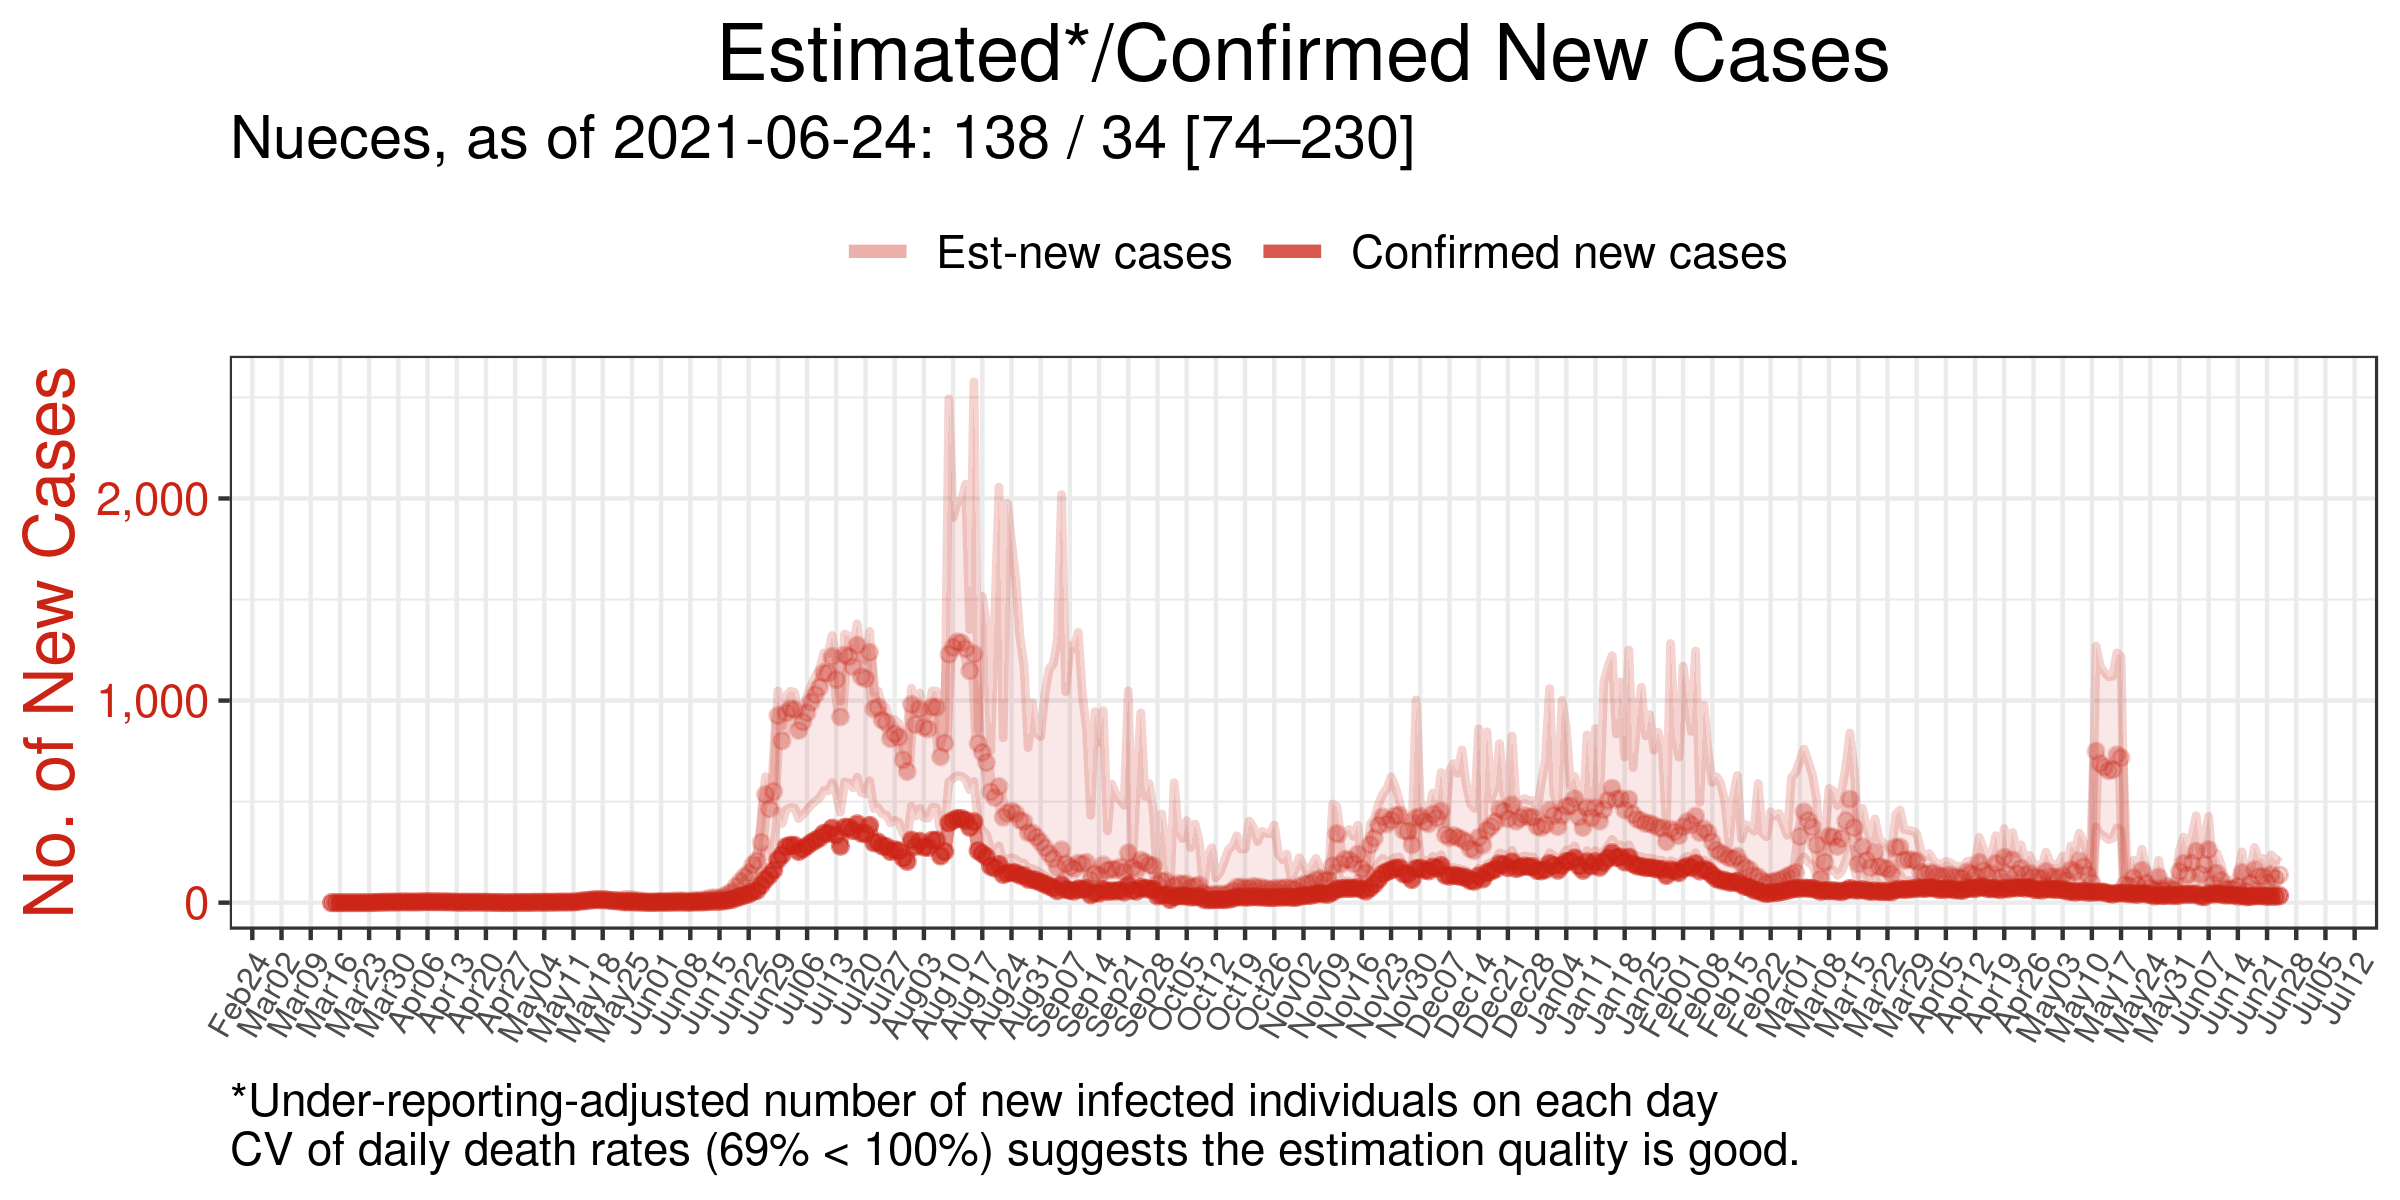 Estimated*/Confirmed New Cases
Nueces, as of 2021-06-24: 138 / 34 [74–230]
Est-new cases Confirmed new cases
No. of New Cases
2,000
1,000
0
Feb24 Mar02 Mar09 Mar16 Mar23 Mar30 Apr06 Apr13 Apr20 Apr27 May04 May11 May18 May25 Jun01 Jun08 Jun15 Jun22 Jun29 Jul06 Jul13 Jul20 Jul27 Aug03 Aug10 Aug17 Aug24 Aug31 Sep07 Sep14 Sep21 Sep28 Oct05 Oct12 Oct19 Oct26 Nov02 Nov09 Nov16 Nov23 Nov30 Dec07 Dec14 Dec21 Dec28 Jan04 Jan11 Jan18 Jan25 Feb01 Feb08 Feb15 Feb22 Mar01 Mar08 Mar15 Mar22 Mar29 Apr05 Apr12 Apr19 Apr26 May03 May10 May17 May24 May31 Jun07 Jun14 Jun21 Jun28 Jul05 Jul12
*Under-reporting-adjusted number of new infected individuals on each day
CV of daily death rates (69% < 100%) suggests the estimation quality is good.